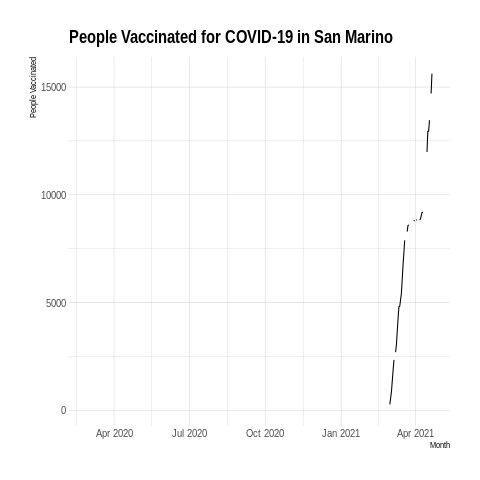 People Vaccinated for COVID-19 in San Marino
People Vaccinated
15000
10000
5000
0
Apr 2020 Jul 2020 Oct 2020 Jan 2021 Apr 2021
Month